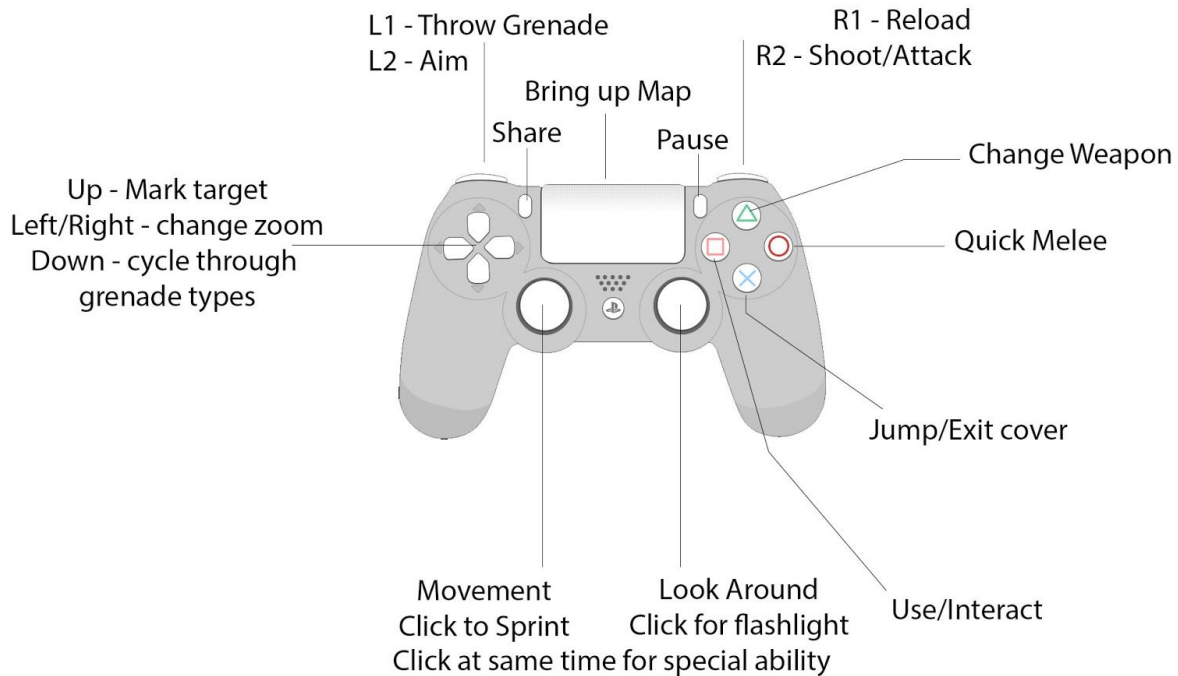 L1 - Throw Grenade
L2 - Aim
R1 - Reload
R2 - Shoot/Attack
Bring up Map
Share
Pause
Change Weapon
Up - Mark target
Left/Right - change zoom
Down - cycle through
grenade types
Quick Melee
Jump/Exit cover
Movement
Click to Sprint
Look Around
Click for flashlight
Click at same time for special ability
Use/Interact